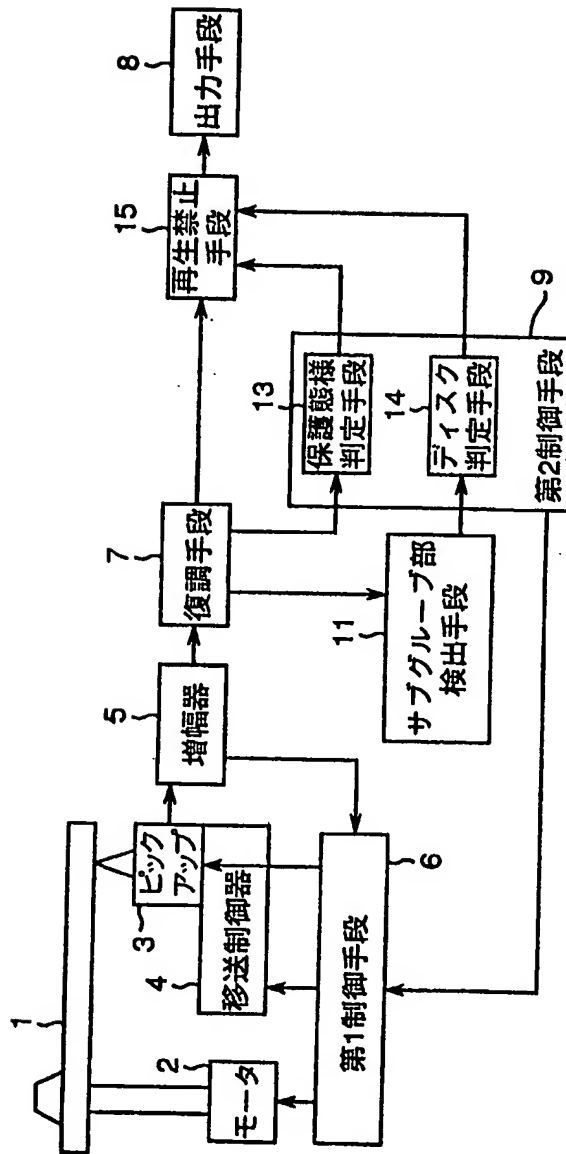 1
2
モータ
3
ピック
アップ
4
移送制御器
5
増幅器
6
第1制御手段
7
復調手段
11
サブグルーブ部
検出手段
13
保護態様
判定手段
14
ディスク
判定手段
9
第2制御手段
15
再生禁止
手段
8
出力手段